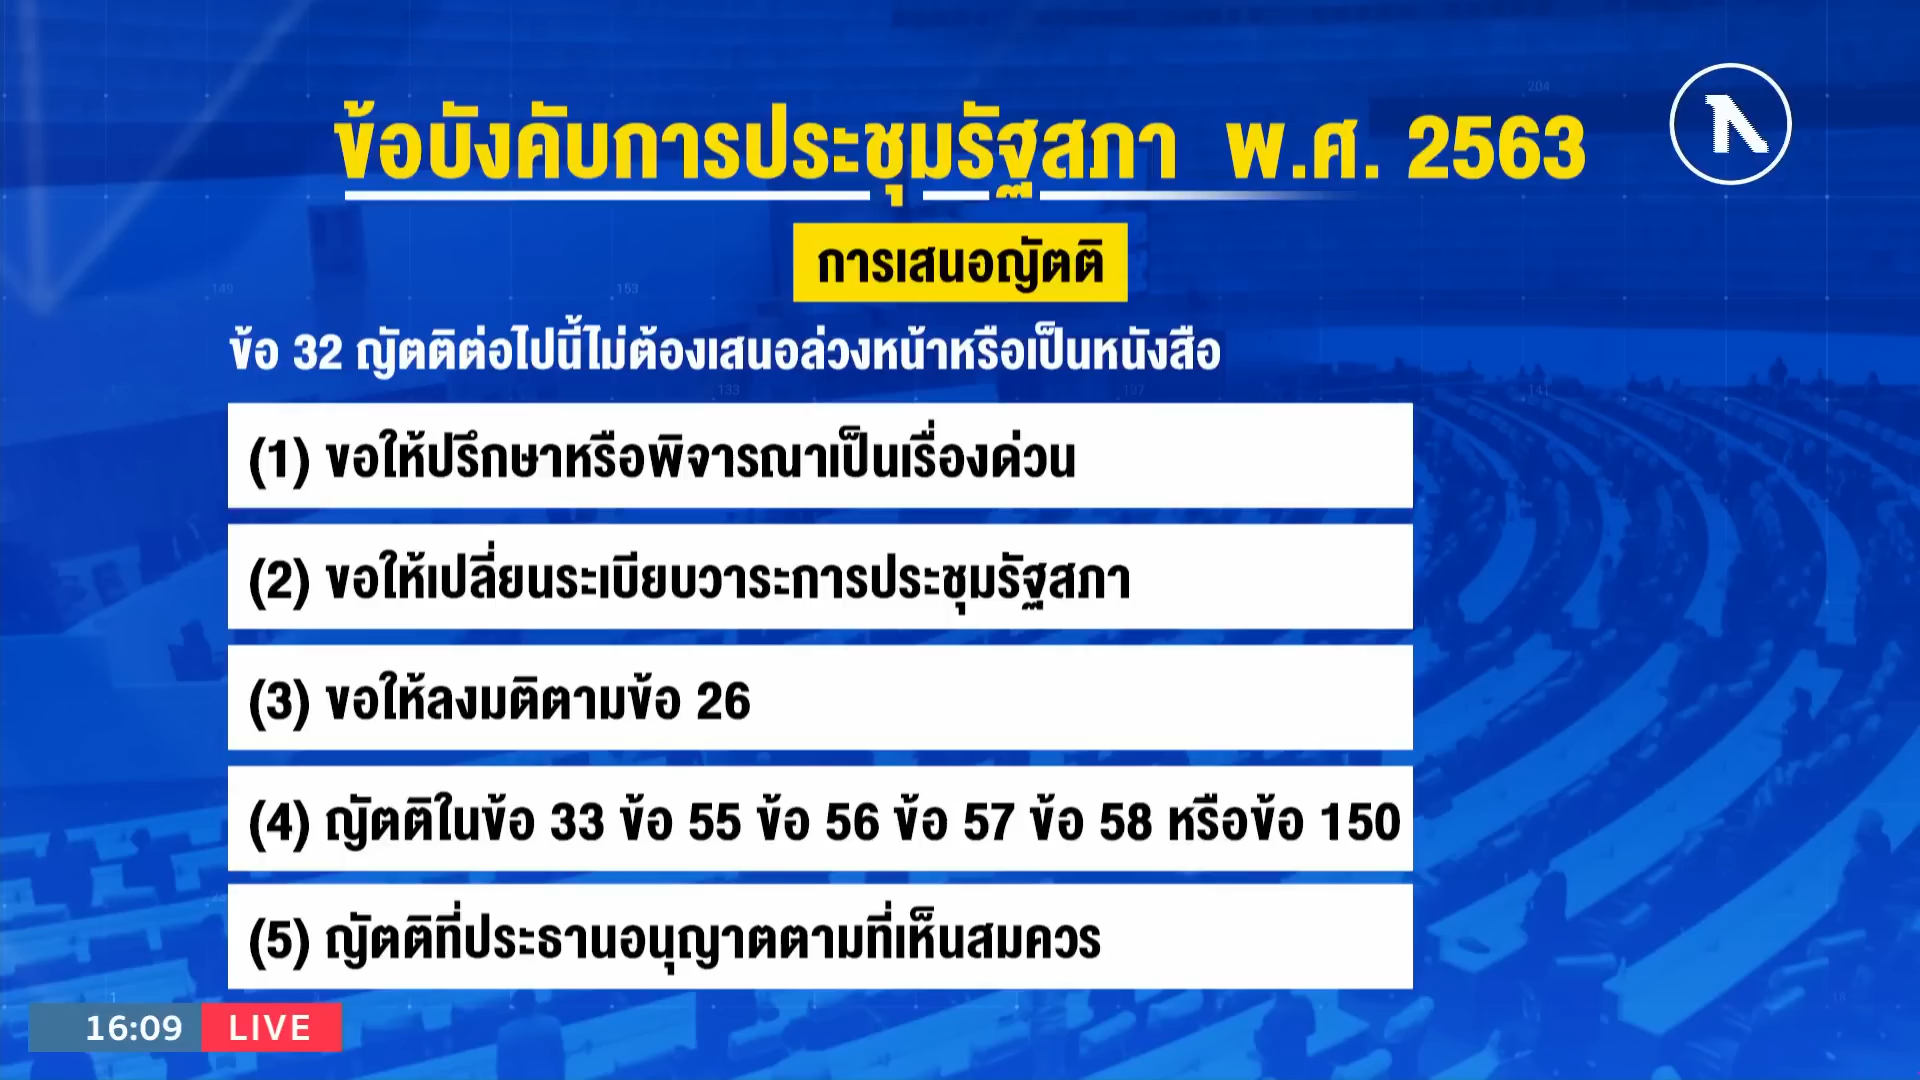 ข้อบังคับการประชุมรัฐสภา พ.ศ. 2563
การเสนอญัตติ
ข้อ 32 ญัตติต่อไปนี้ไม่ต้องเสนอล่วงหน้าหรือเป็นหนังสือ
(1) ขอให้ปรึกษาหรือพิจารณาเป็นเรื่องด่วน
(2) ขอให้เปลี่ยนระเบียบวาระการประชุมรัฐสภา
(3) ขอให้ลงมติตามข้อ 26
(4) ญัตติในข้อ 33 ข้อ 55 ข้อ 56 ข้อ 57 ข้อ 58 หรือข้อ 150
(5) ญัตติที่ประธานอนุญาตตามที่เห็นสมควร
16:09 LIVE